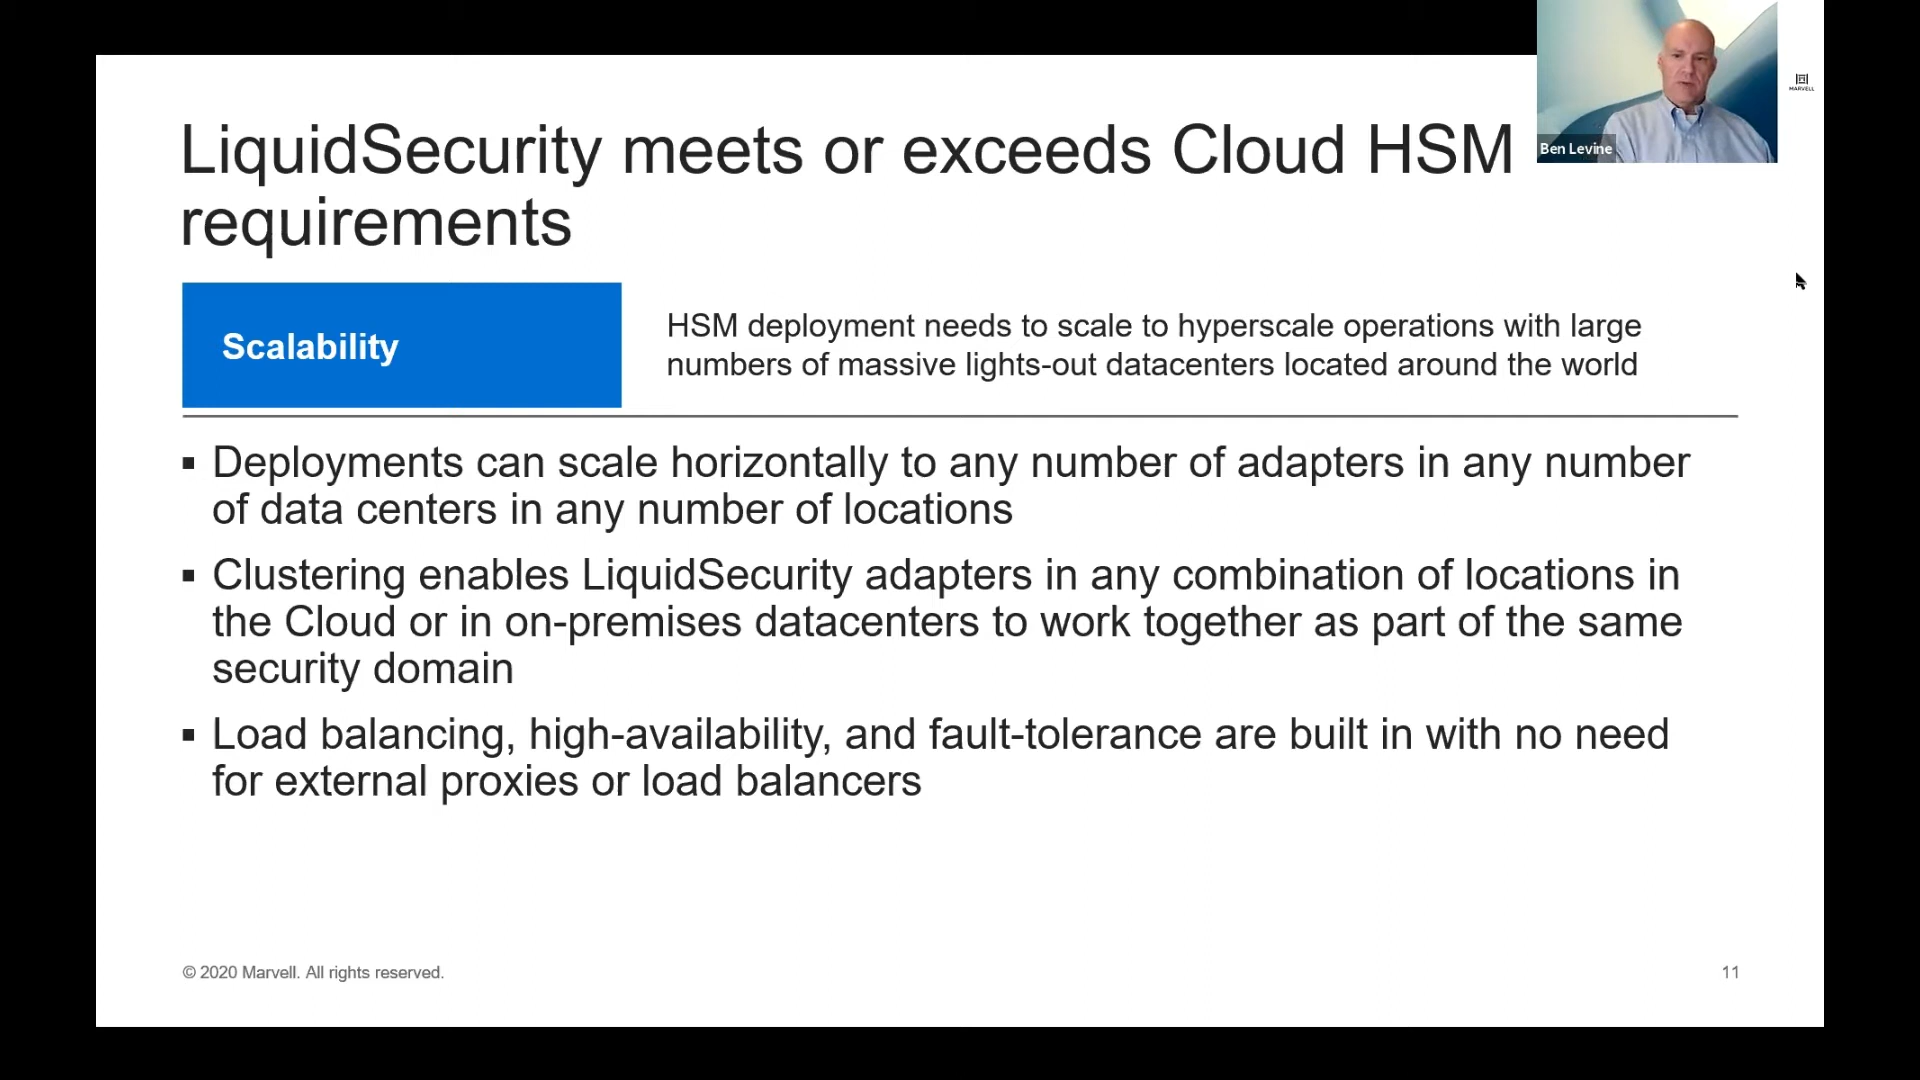 LiquidSecurity meets or exceeds Cloud HSM
requirements
Ben Levine
MARVELL
Scalability
HSM deployment needs to scale to hyperscale operations with large
numbers of massive lights-out datacenters located around the world
▪ Deployments can scale horizontally to any number of adapters in any number
of data centers in any number of locations
▪ Clustering enables LiquidSecurity adapters in any combination of locations in
the Cloud or in on-premises datacenters to work together as part of the same
security domain
▪ Load balancing, high-availability, and fault-tolerance are built in with no need
for external proxies or load balancers
© 2020 Marvell. All rights reserved.
11